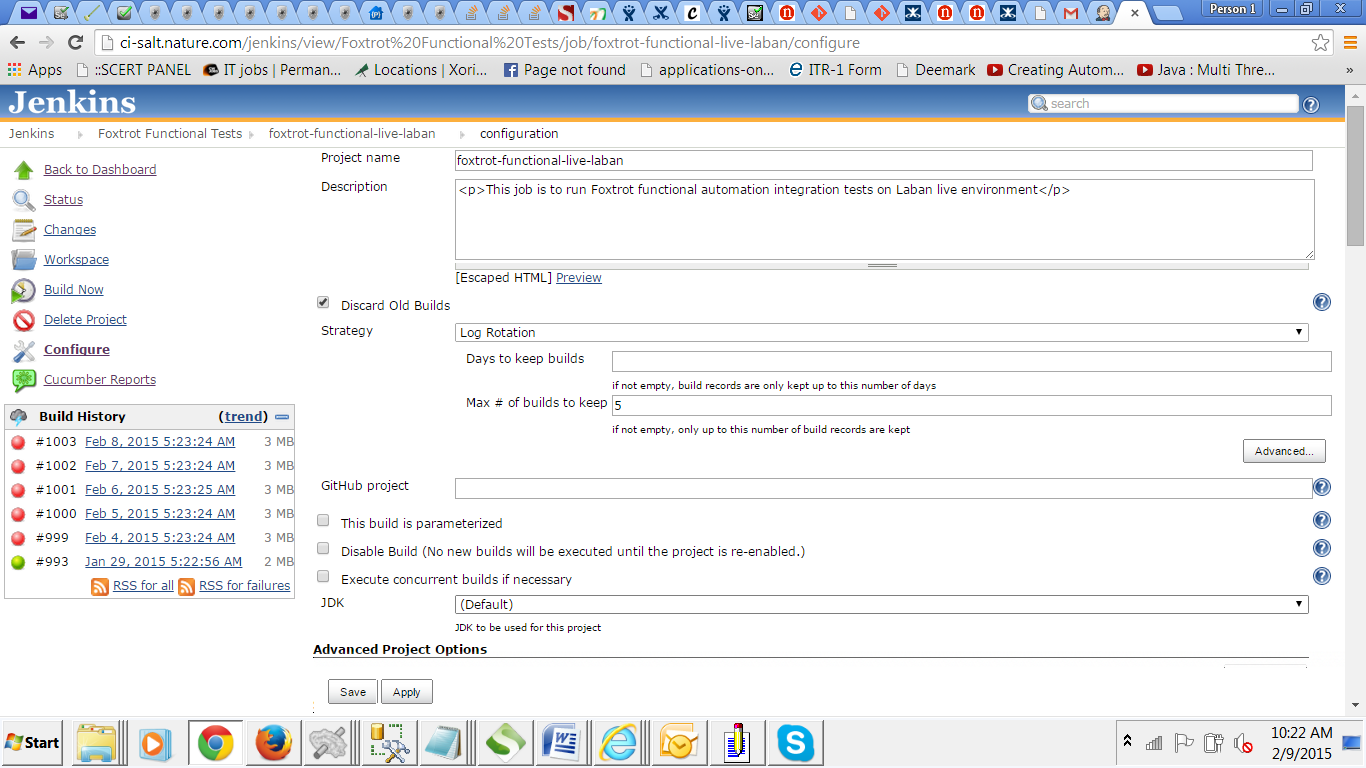 Person 1
ci-salt.nature.com/jenkins/view/Foxtrot%20Functional%20Tests/job/foxtrot-functional-live-laban/configure
Apps ::SCERT PANEL IT jobs | Perman... Locations | Xori... Page not found applications-on... ITR-1 Form Deemark Creating Autom... Java : Multi Thre... »
Jenkins search
Jenkins Foxtrot Functional Tests foxtrot-functional-live-laban configuration
Back to Dashboard
Status
Changes
Workspace
Build Now
Delete Project
Configure
Cucumber Reports
Build History (trend)
#1003 Feb 8, 2015 5:23:24 AM 3 MB
#1002 Feb 7, 2015 5:23:24 AM 3 MB
#1001 Feb 6, 2015 5:23:25 AM 3 MB
#1000 Feb 5, 2015 5:23:24 AM 3 MB
#999 Feb 4, 2015 5:23:24 AM 3 MB
#993 Jan 29, 2015 5:22:56 AM 2 MB
RSS for all RSS for failures
Project name foxtrot-functional-live-laban
Description <p>This job is to run Foxtrot functional automation integration tests on Laban live environment</p>
[Escaped HTML] Preview
Discard Old Builds
Strategy Log Rotation
Days to keep builds
if not empty, build records are only kept up to this number of days
Max # of builds to keep 5
if not empty, only up to this number of build records are kept
Advanced...
GitHub project
This build is parameterized
Disable Build (No new builds will be executed until the project is re-enabled.)
Execute concurrent builds if necessary
JDK (Default)
JDK to be used for this project
Advanced Project Options
Save Apply
Start
10:22 AM
2/9/2015